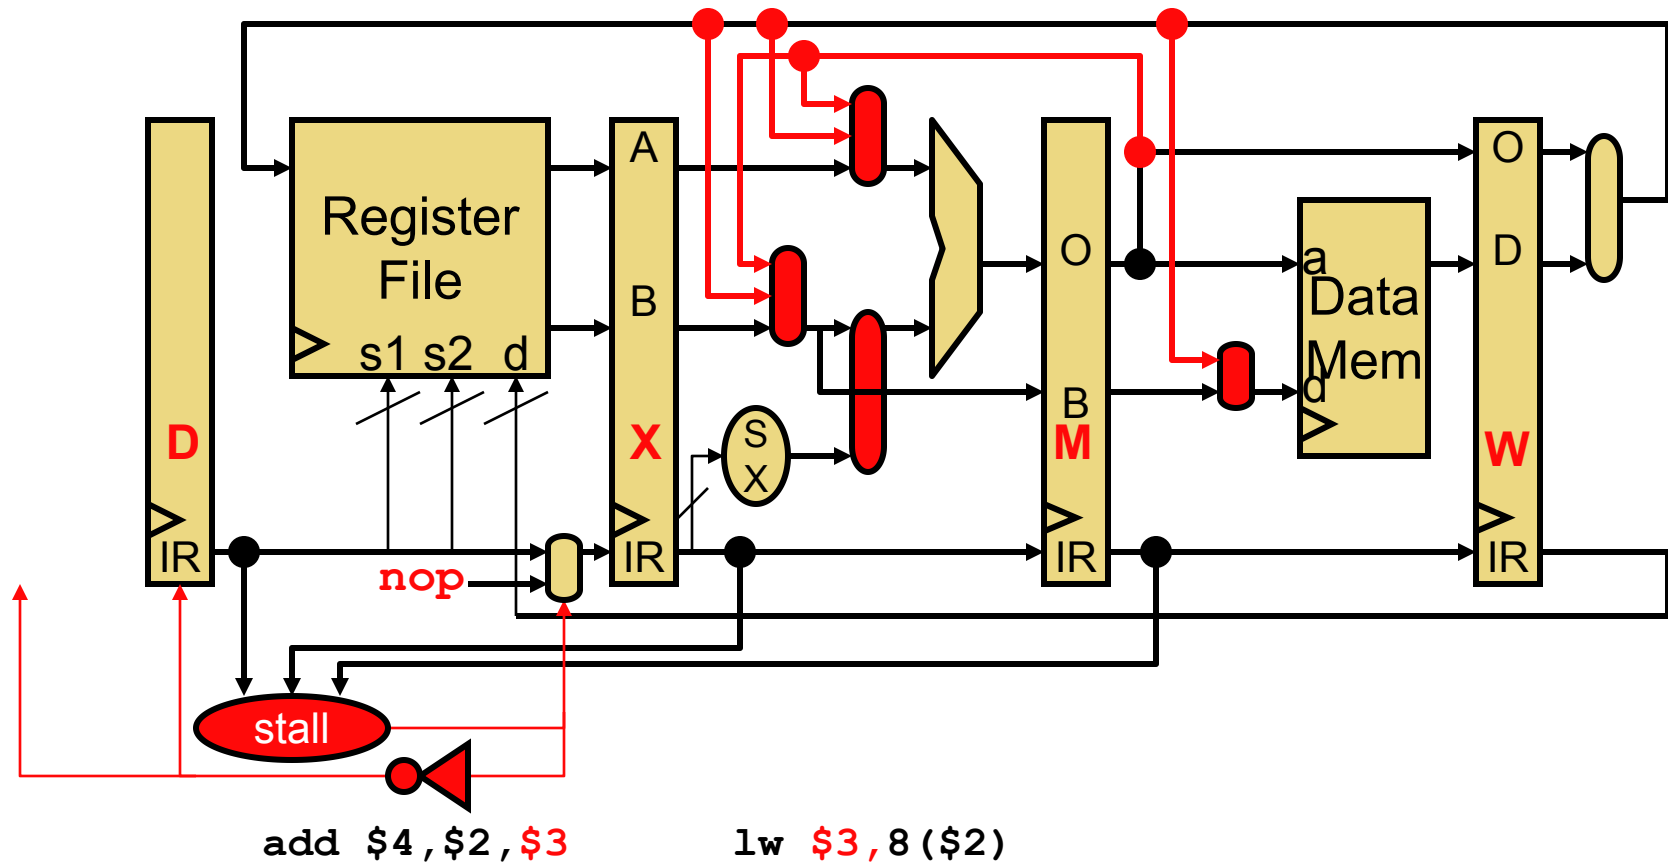 Register
File
s1 s2 d
D
IR
A
B
X
IR
S
X
O
B
M
IR
a
Data
Mem
d
O
D
W
IR
nop
stall
add $4,$2,$3
lw $3,8($2)